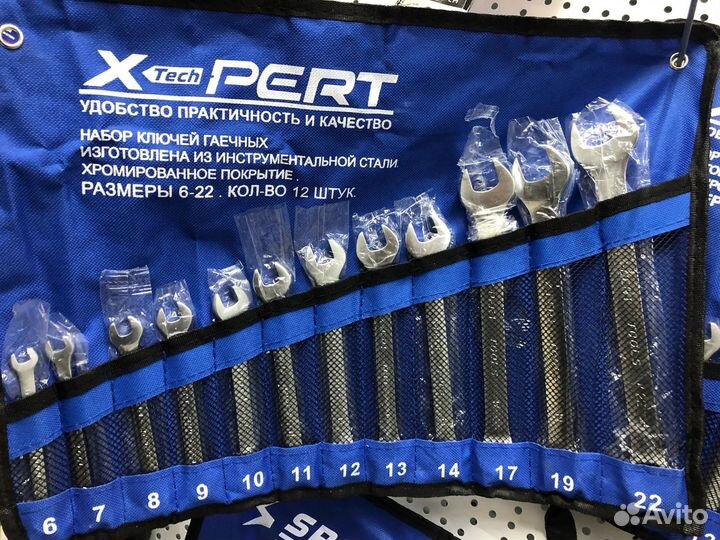 X-Tech-PERT
УДОБСТВО ПРАКТИЧНОСТЬ И КАЧЕСТВО
НАБОР КЛЮЧЕЙ ГАЕЧНЫХ
ИЗГОТОВЛЕНА ИЗ ИНСТРУМЕНТАЛЬНОЙ СТАЛИ
ХРОМИРОВАННОЕ ПОКРЫТИЕ .
РАЗМЕРЫ 6-22 . КОЛ-ВО 12 ШТУК
6 7 8 9 10 11 12 13 14 17 19 22
Avito